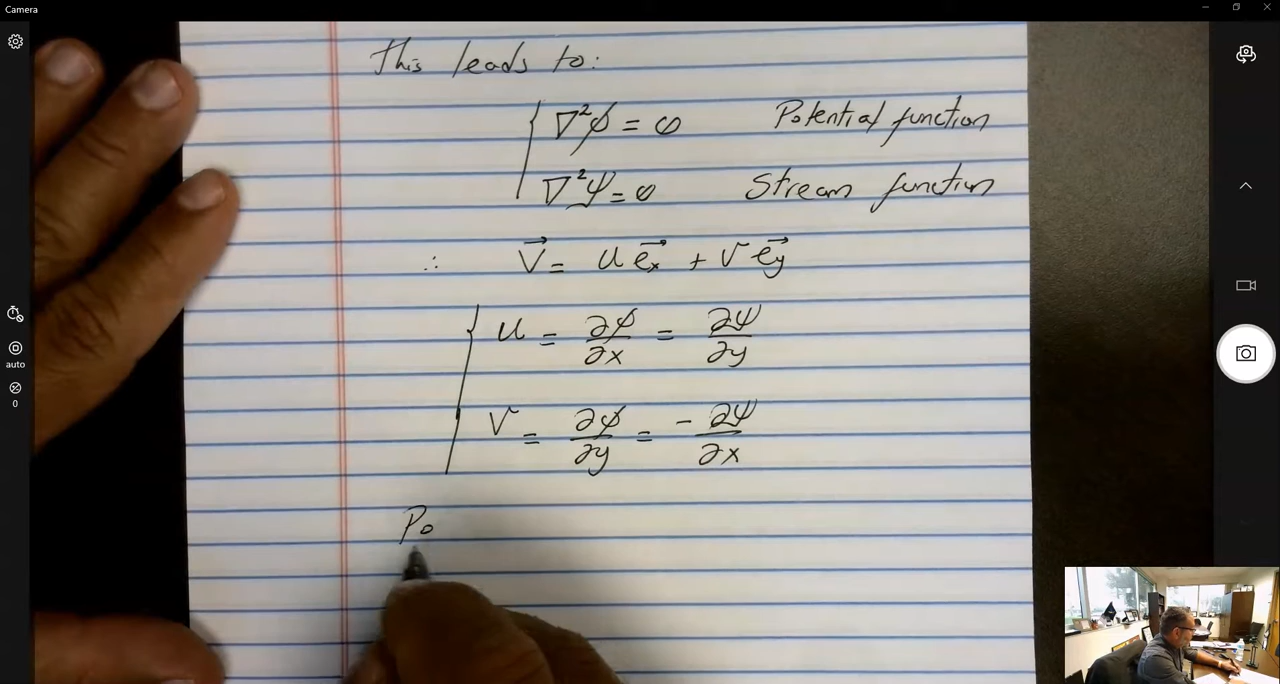 Camera
This leads to:
∇²φ = 0 Potential function
∇²ψ = 0 Stream function
∴ V⃗ = u e⃗x + v e⃗y
u = ∂φ/∂x = ∂ψ/∂y
v = ∂φ/∂y = -∂ψ/∂x
Po
auto
0